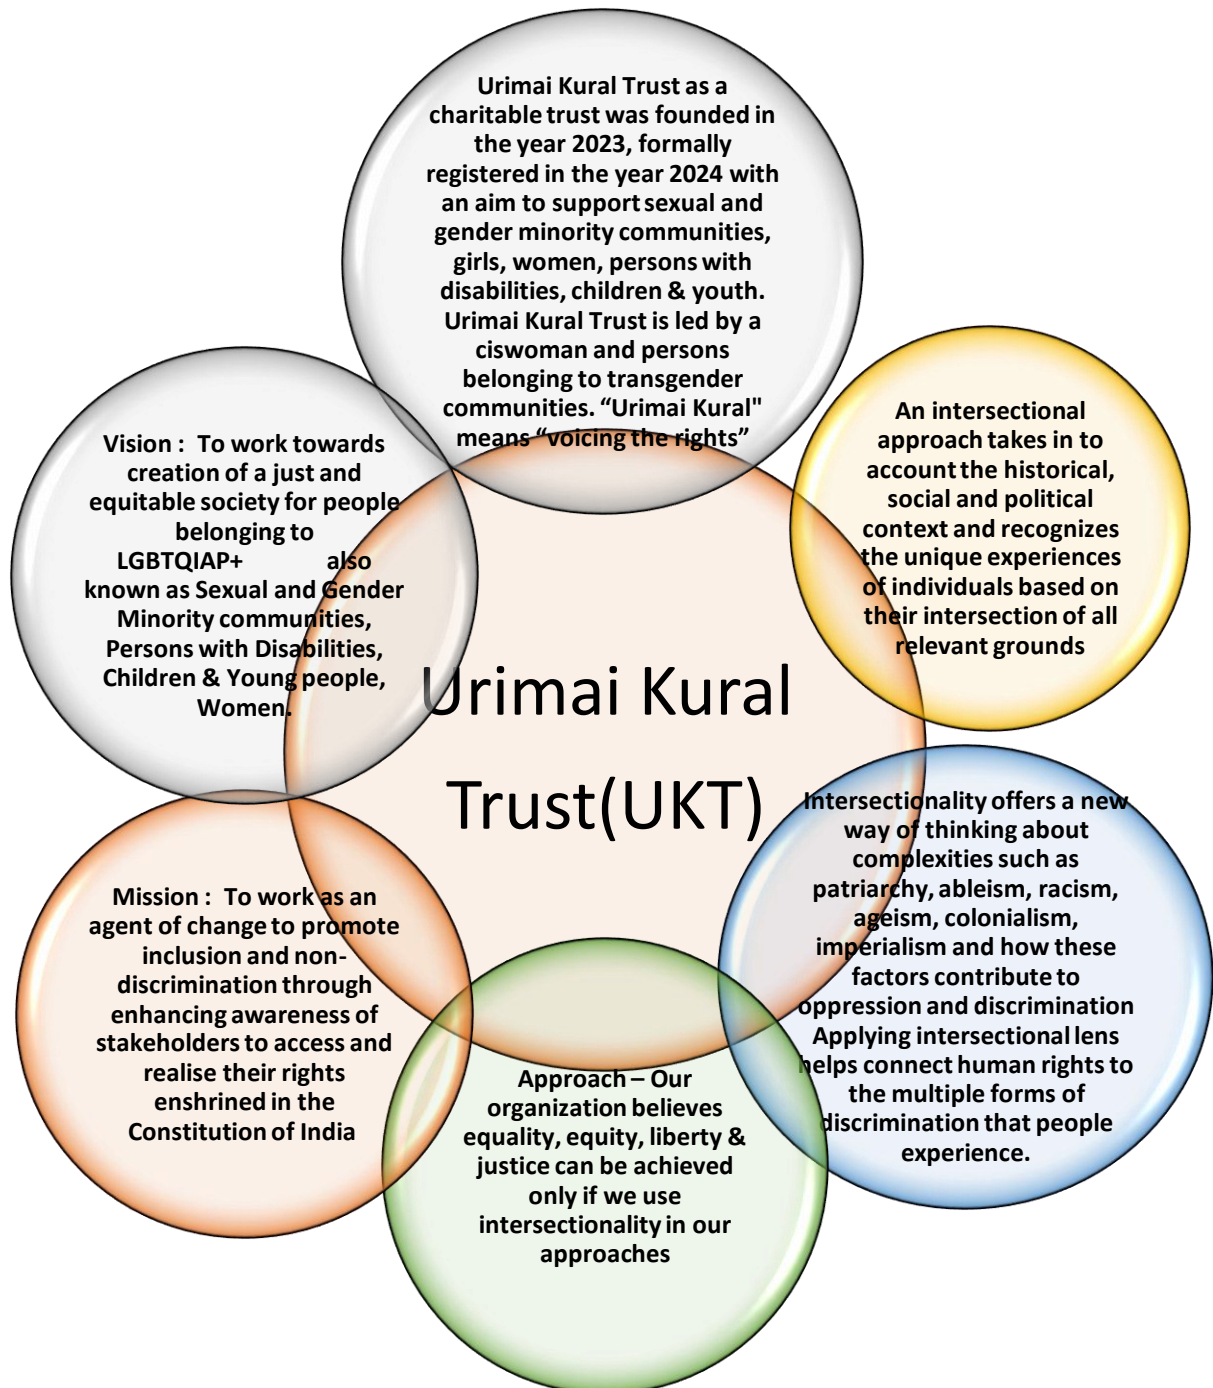 Urimai Kural Trust as a
charitable trust was founded in
the year 2023, formally
registered in the year 2024 with
an aim to support sexual and
gender minority communities,
girls, women, persons with
disabilities, children & youth.
Urimai Kural Trust is led by a
ciswoman and persons
belonging to transgender
communities. “Urimai Kural"
means “voicing the rights”
An intersectional
approach takes in to
account the historical,
social and political
context and recognizes
the unique experiences
of individuals based on
their intersection of all
relevant grounds
Intersectionality offers a new
way of thinking about
complexities such as
patriarchy, ableism, racism,
ageism, colonialism,
imperialism and how these
factors contribute to
oppression and discrimination
Applying intersectional lens
helps connect human rights to
the multiple forms of
discrimination that people
experience.
Approach – Our
organization believes
equality, equity, liberty &
justice can be achieved
only if we use
intersectionality in our
approaches
Mission : To work as an
agent of change to promote
inclusion and non-
discrimination through
enhancing awareness of
stakeholders to access and
realise their rights
enshrined in the
Constitution of India
Vision : To work towards
creation of a just and
equitable society for people
belonging to
LGBTQIAP+ also
known as Sexual and Gender
Minority communities,
Persons with Disabilities,
Children & Young people,
Women.
Urimai Kural
Trust(UKT)